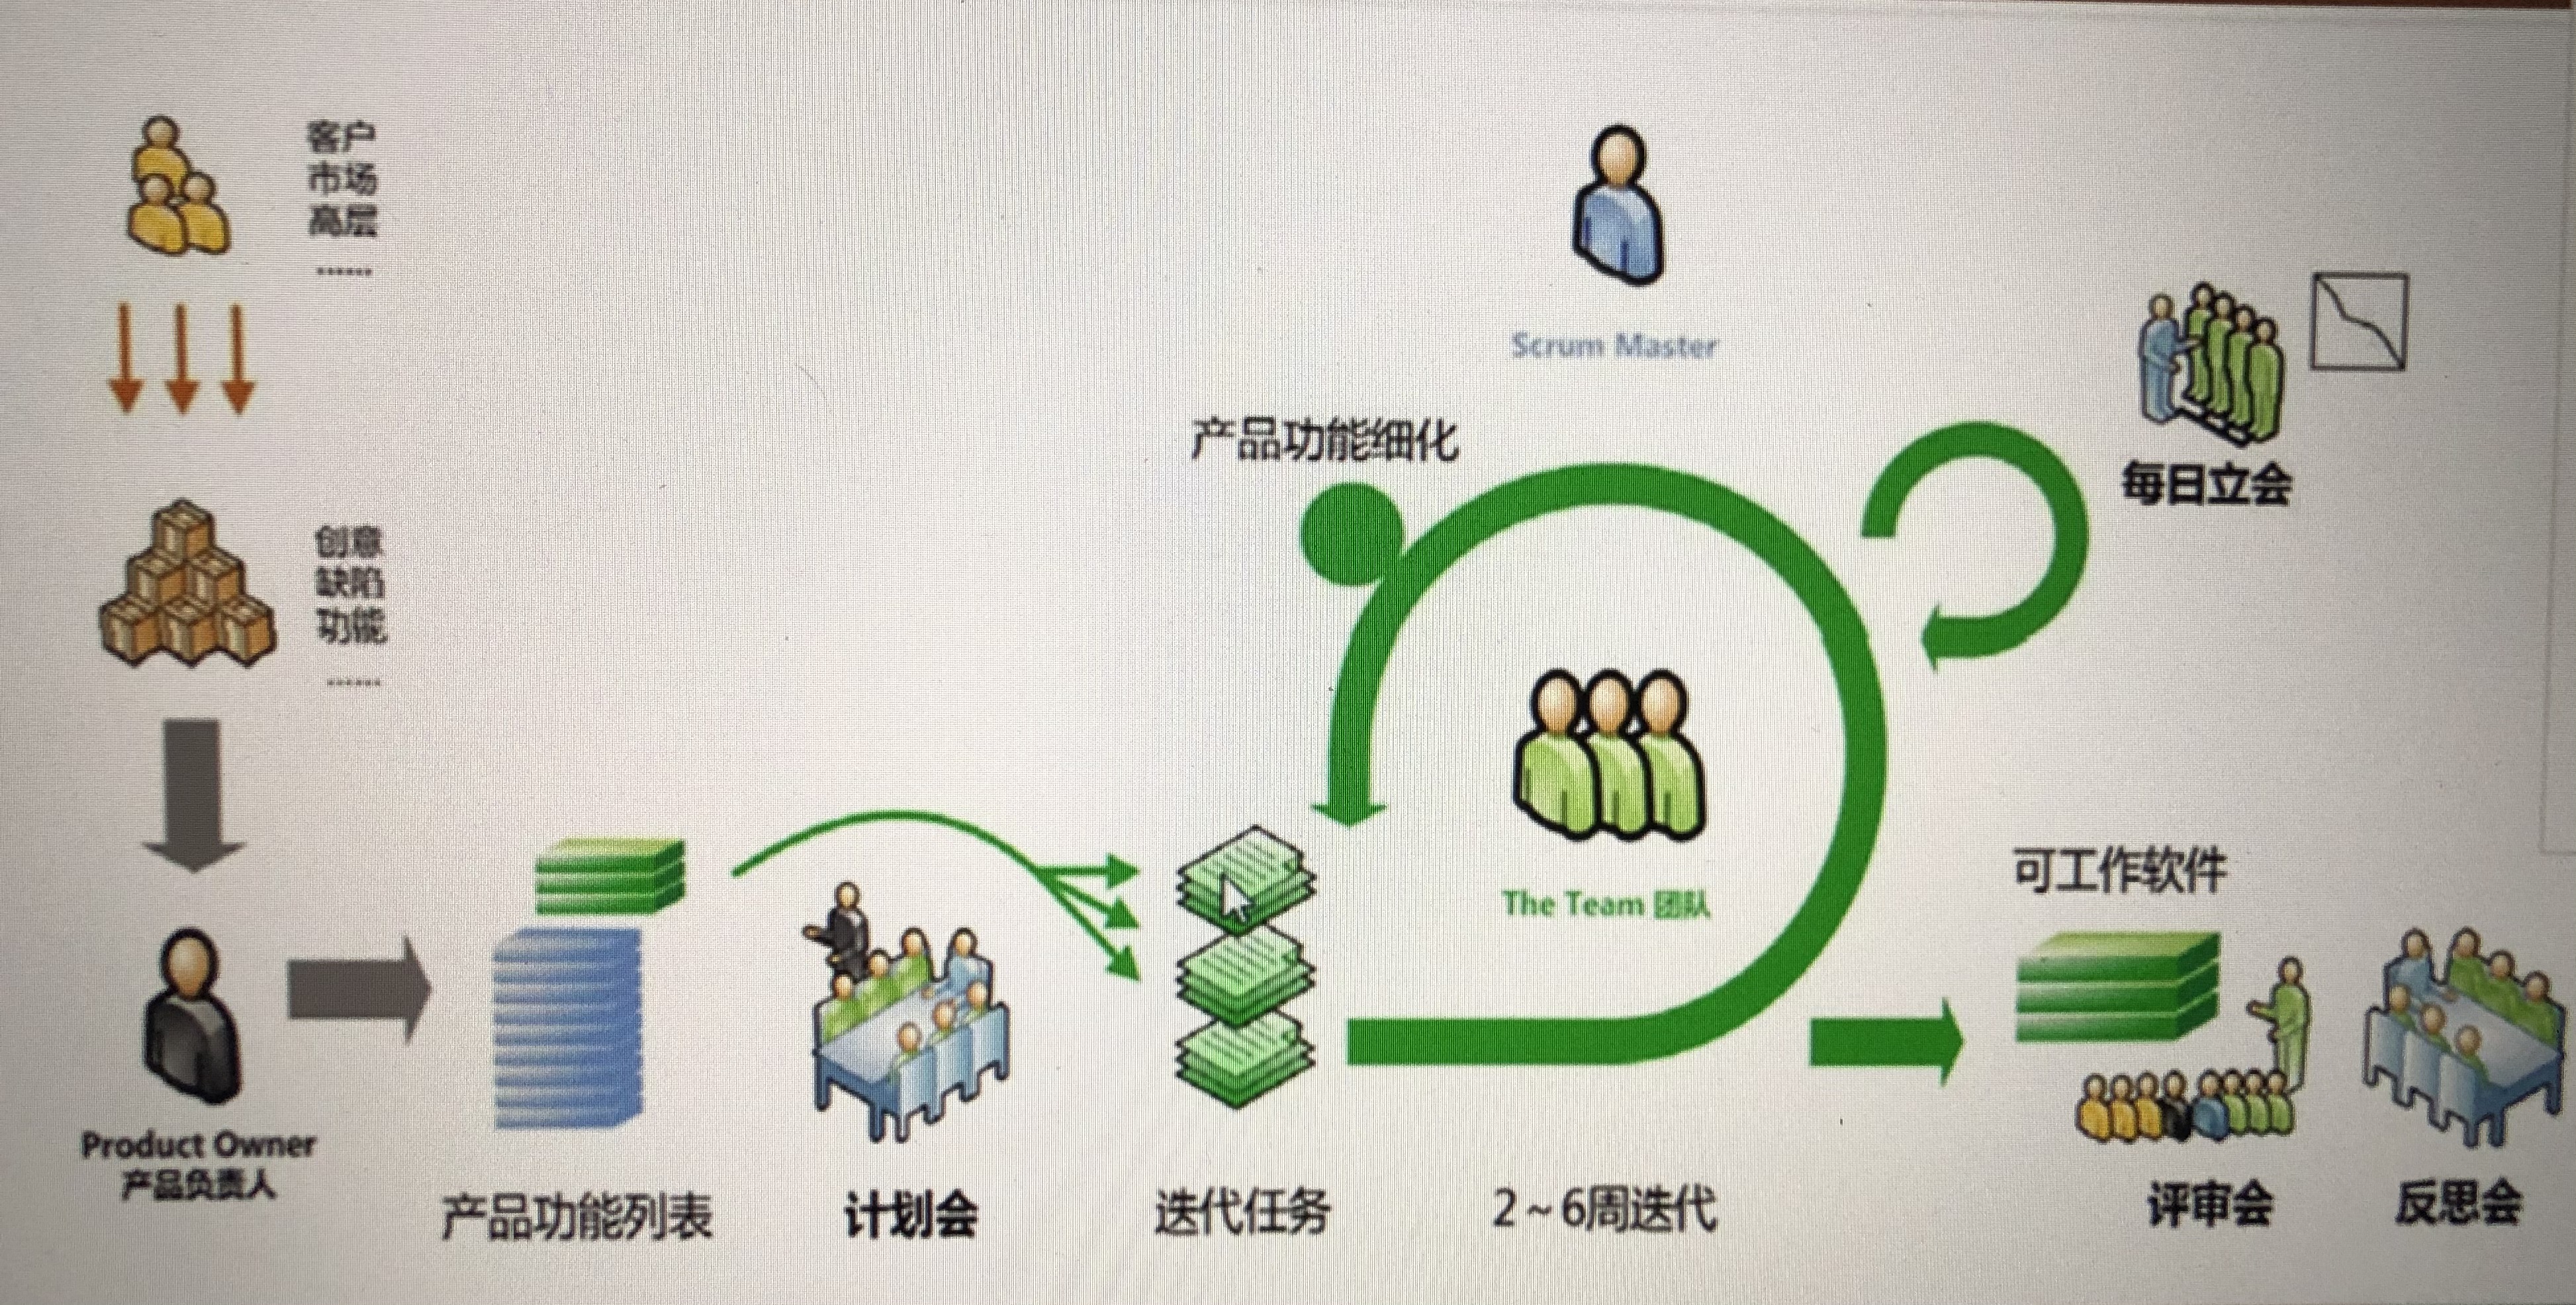 客户
市场
高层
......
Scrum Master
产品功能细化
每日立会
创意
缺陷
功能
......
The Team 团队
可工作软件
Product Owner
产品负责人
产品功能列表
计划会
迭代任务
2~6周迭代
评审会
反思会